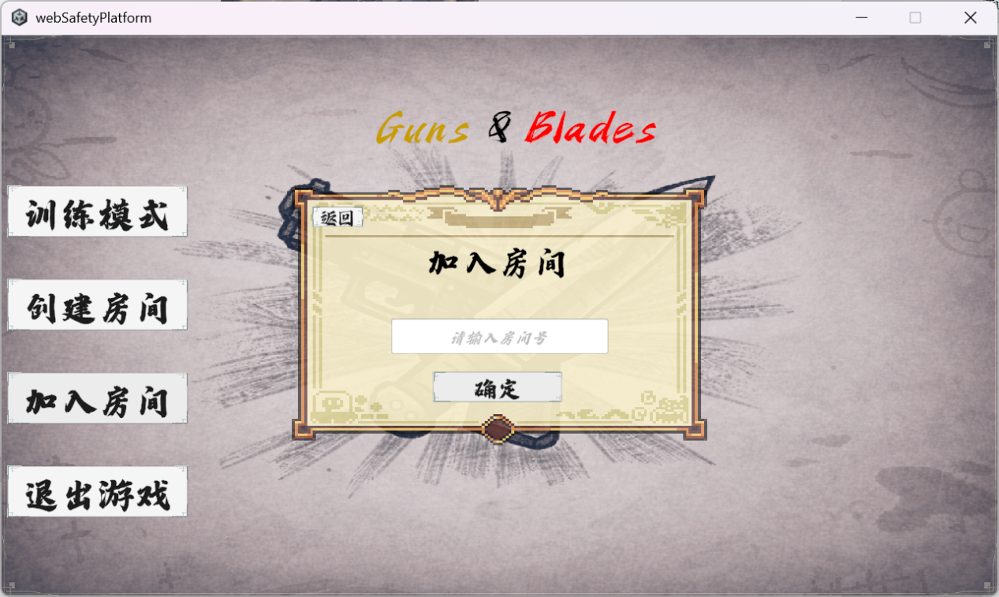 webSafetyPlatform
Guns & Blades
训练模式
创建房间
加入房间
退出游戏
返回
加入房间
请输入房间号
确定